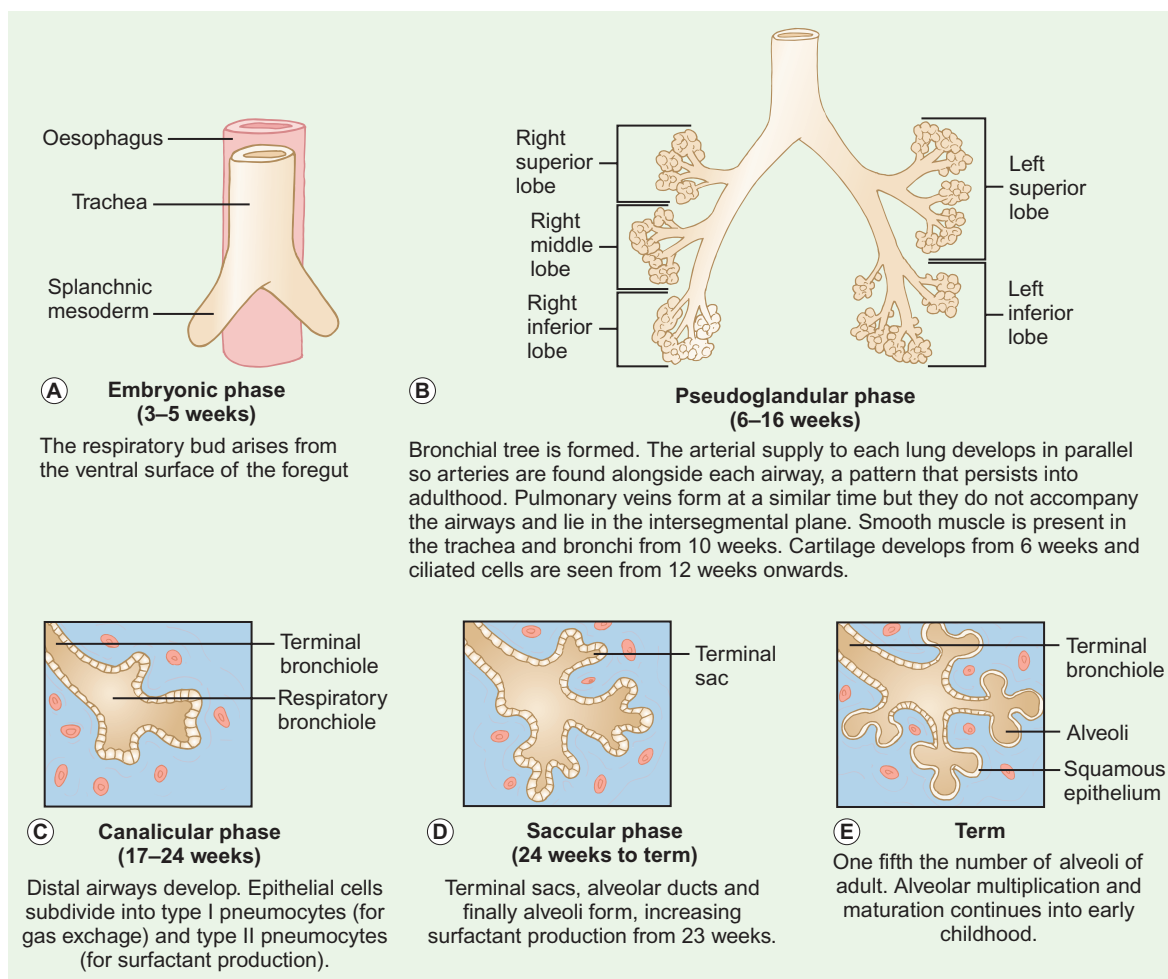 Oesophagus
Trachea
Splanchnic
mesoderm
A
Embryonic phase
(3–5 weeks)
The respiratory bud arises from
the ventral surface of the foregut
Right
superior
lobe
Right
middle
lobe
Right
inferior
lobe
Left
superior
lobe
Left
inferior
lobe
B
Pseudoglandular phase
(6–16 weeks)
Bronchial tree is formed. The arterial supply to each lung develops in parallel
so arteries are found alongside each airway, a pattern that persists into
adulthood. Pulmonary veins form at a similar time but they do not accompany
the airways and lie in the intersegmental plane. Smooth muscle is present in
the trachea and bronchi from 10 weeks. Cartilage develops from 6 weeks and
ciliated cells are seen from 12 weeks onwards.
Terminal
bronchiole
Respiratory
bronchiole
C
Canalicular phase
(17–24 weeks)
Distal airways develop. Epithelial cells
subdivide into type I pneumocytes (for
gas exchage) and type II pneumocytes
(for surfactant production).
Terminal
sac
D
Saccular phase
(24 weeks to term)
Terminal sacs, alveolar ducts and
finally alveoli form, increasing
surfactant production from 23 weeks.
Terminal
bronchiole
Alveoli
Squamous
epithelium
E
Term
One fifth the number of alveoli of
adult. Alveolar multiplication and
maturation continues into early
childhood.